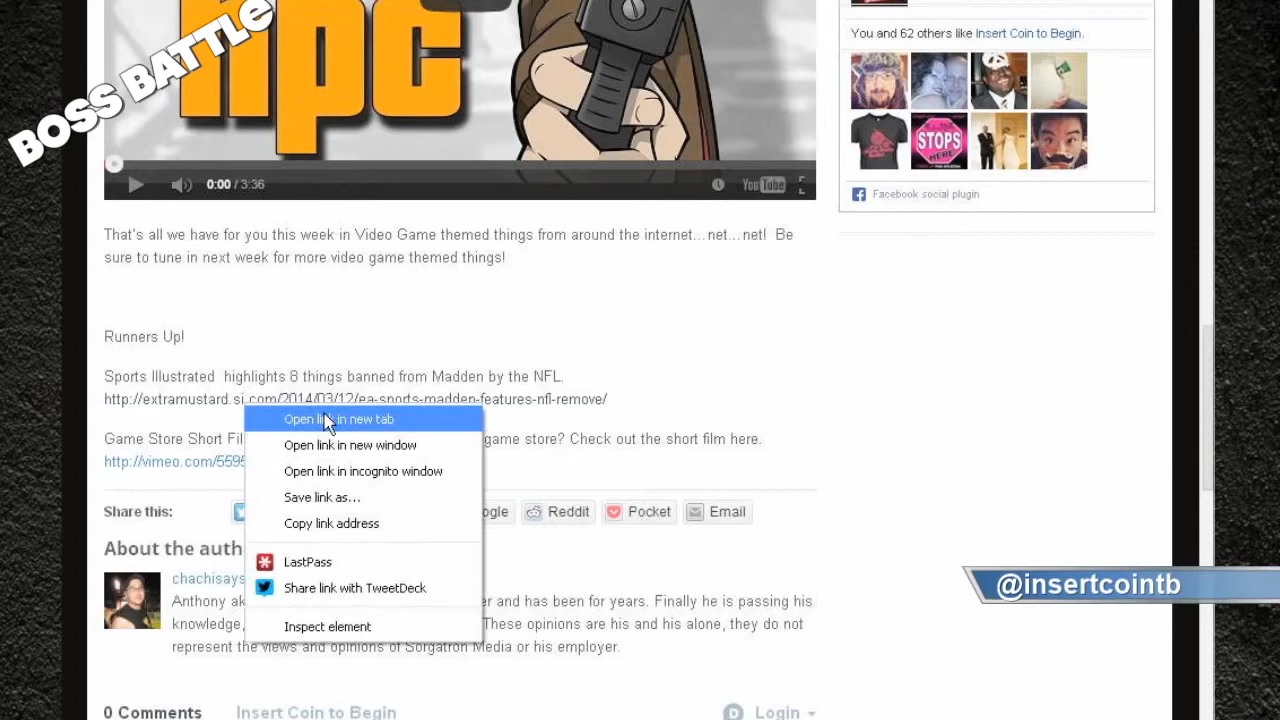 BOSS BATTLE
npc
0:00 / 3:36
YouTube
You and 62 others like Insert Coin to Begin.
STOPS
HERE
Facebook social plugin
That's all we have for you this week in Video Game themed things from around the internet...net...net!  Be
sure to tune in next week for more video game themed things!
Runners Up!
Sports Illustrated  highlights 8 things banned from Madden by the NFL.
http://extramustard.si.com/2014/03/12/ea-sports-madden-features-nfl-remove/
Game Store Short Fil game store? Check out the short film here.
http://vimeo.com/5595
Open link in new tab
Open link in new window
Open link in incognito window
Save link as...
Copy link address
LastPass
Share link with TweetDeck
Inspect element
Share this: ogle Reddit Pocket Email
About the auth
chachisays
Anthony ak er and has been for years. Finally he is passing his
knowledge, These opinions are his and his alone, they do not
represent the views and opinions of Sorgatron Media or his employer.
@insertcointb
0 Comments Insert Coin to Begin Login